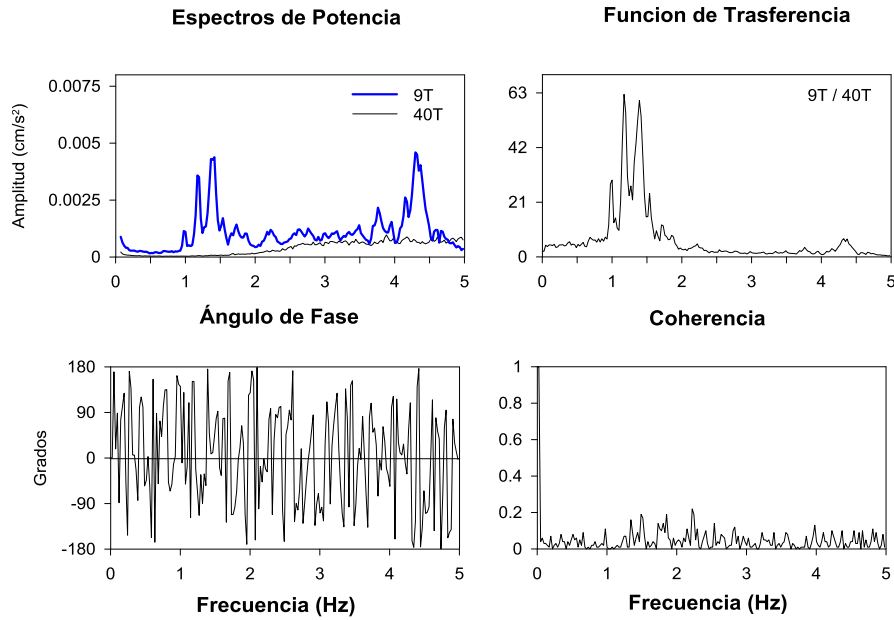 Espectros de Potencia
Amplitud (cm/s²)
0.0075
0.005
0.0025
0
9T
40T
0 1 2 3 4 5
Funcion de Trasferencia
63
42
21
0
9T / 40T
0 1 2 3 4 5
Ángulo de Fase
Grados
180
90
0
-90
-180
0 1 2 3 4 5
Frecuencia (Hz)
Coherencia
1
0.8
0.6
0.4
0.2
0
0 1 2 3 4 5
Frecuencia (Hz)